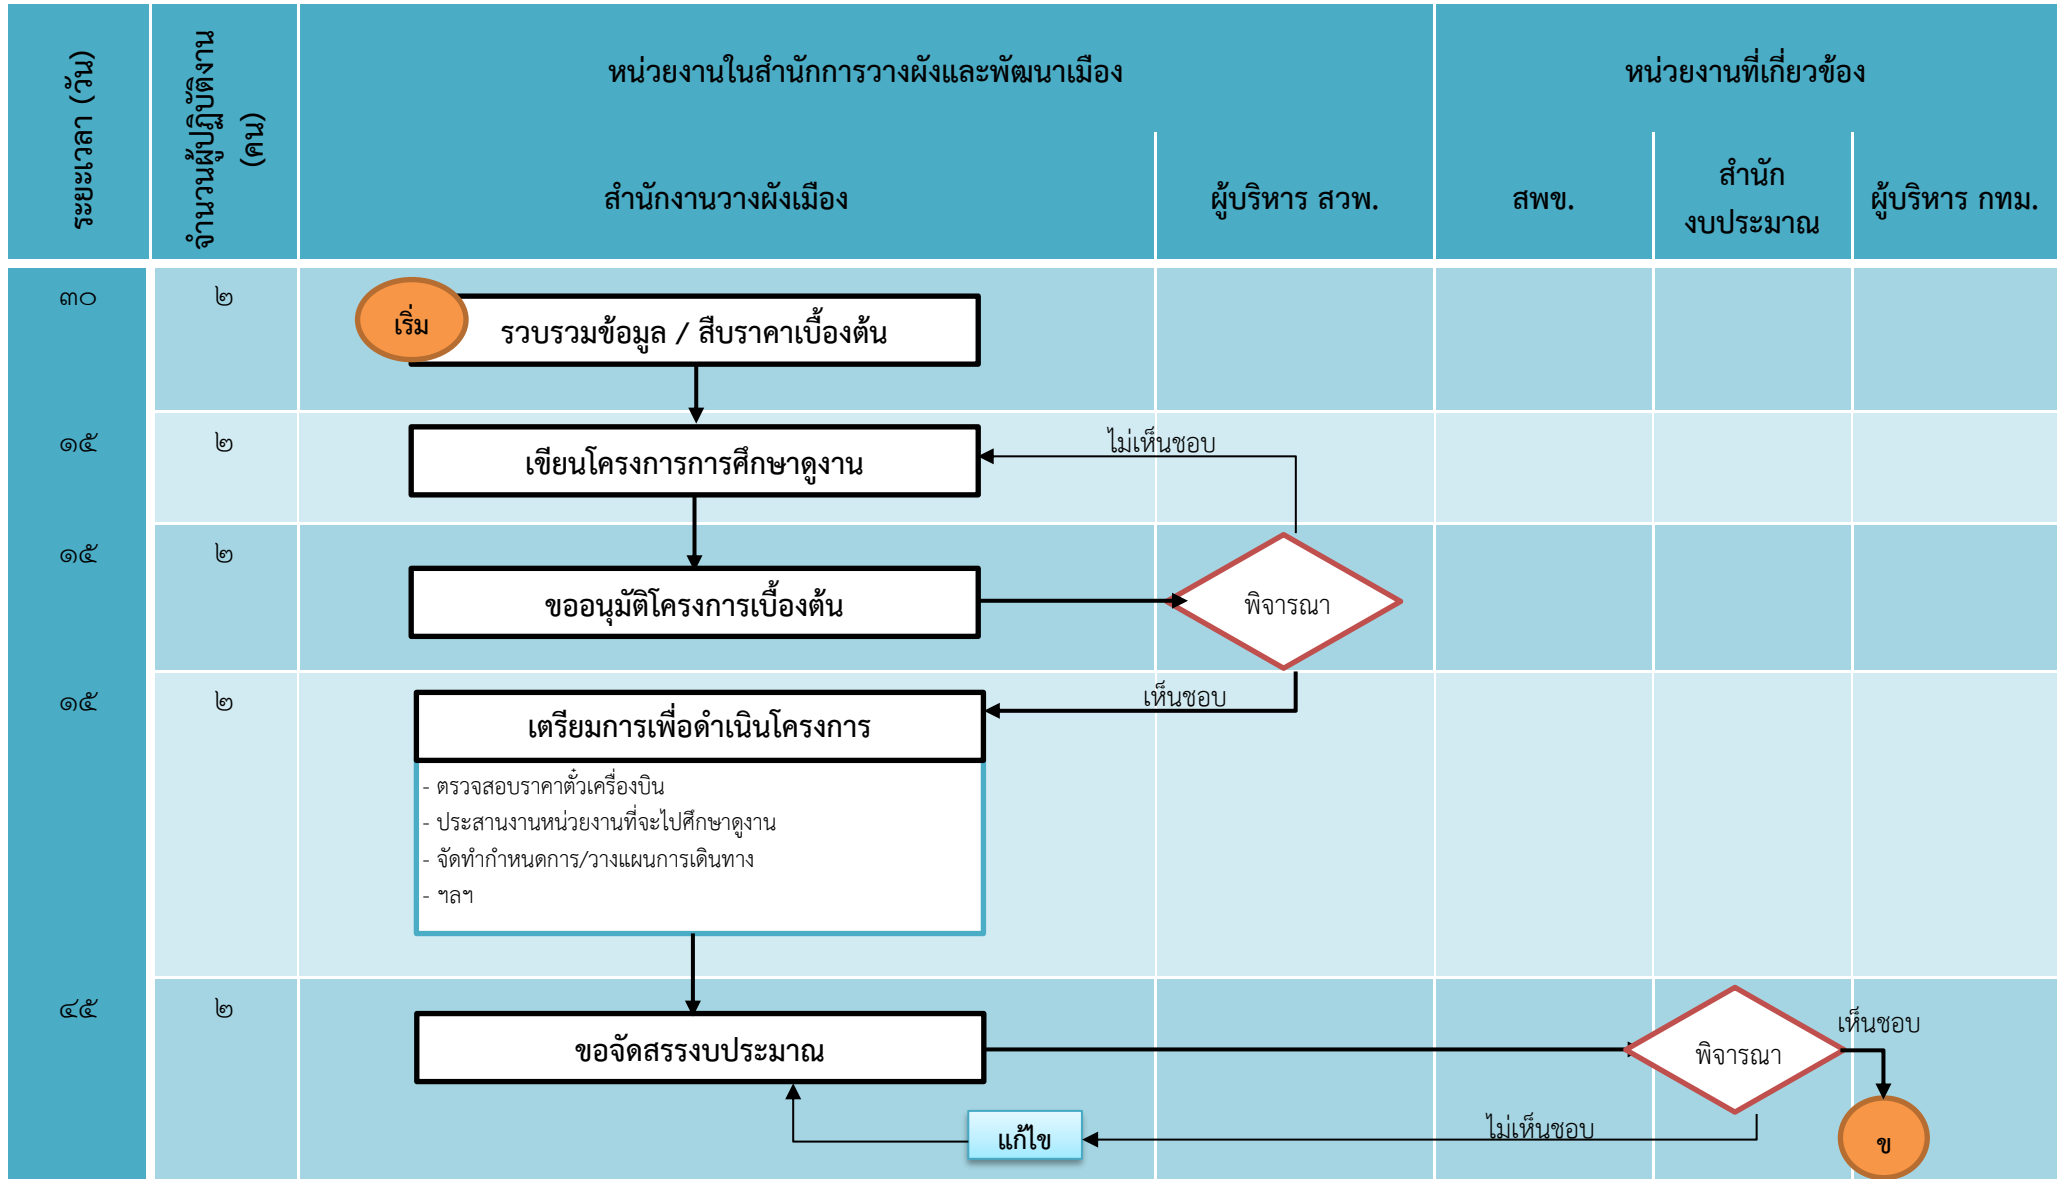 ระยะเวลา (วัน)
จำนวนผู้ปฏิบัติงาน
(คน)
หน่วยงานในสำนักการวางผังและพัฒนาเมือง
หน่วยงานที่เกี่ยวข้อง
สำนักงานวางผังเมือง
ผู้บริหาร สวพ.
สพข.
สำนัก
งบประมาณ
ผู้บริหาร กทม.
๓๐
๒
เริ่ม
รวบรวมข้อมูล / สืบราคาเบื้องต้น
๑๕
๒
เขียนโครงการการศึกษาดูงาน
ไม่เห็นชอบ
๑๕
๒
ขออนุมัติโครงการเบื้องต้น
พิจารณา
๑๕
๒
เตรียมการเพื่อดำเนินโครงการ
เห็นชอบ
- ตรวจสอบราคาตั๋วเครื่องบิน
- ประสานงานหน่วยงานที่จะไปศึกษาดูงาน
- จัดทำกำหนดการ/วางแผนการเดินทาง
- ฯลฯ
๔๕
๒
ขอจัดสรรงบประมาณ
พิจารณา
เห็นชอบ
แก้ไข
ไม่เห็นชอบ
ข